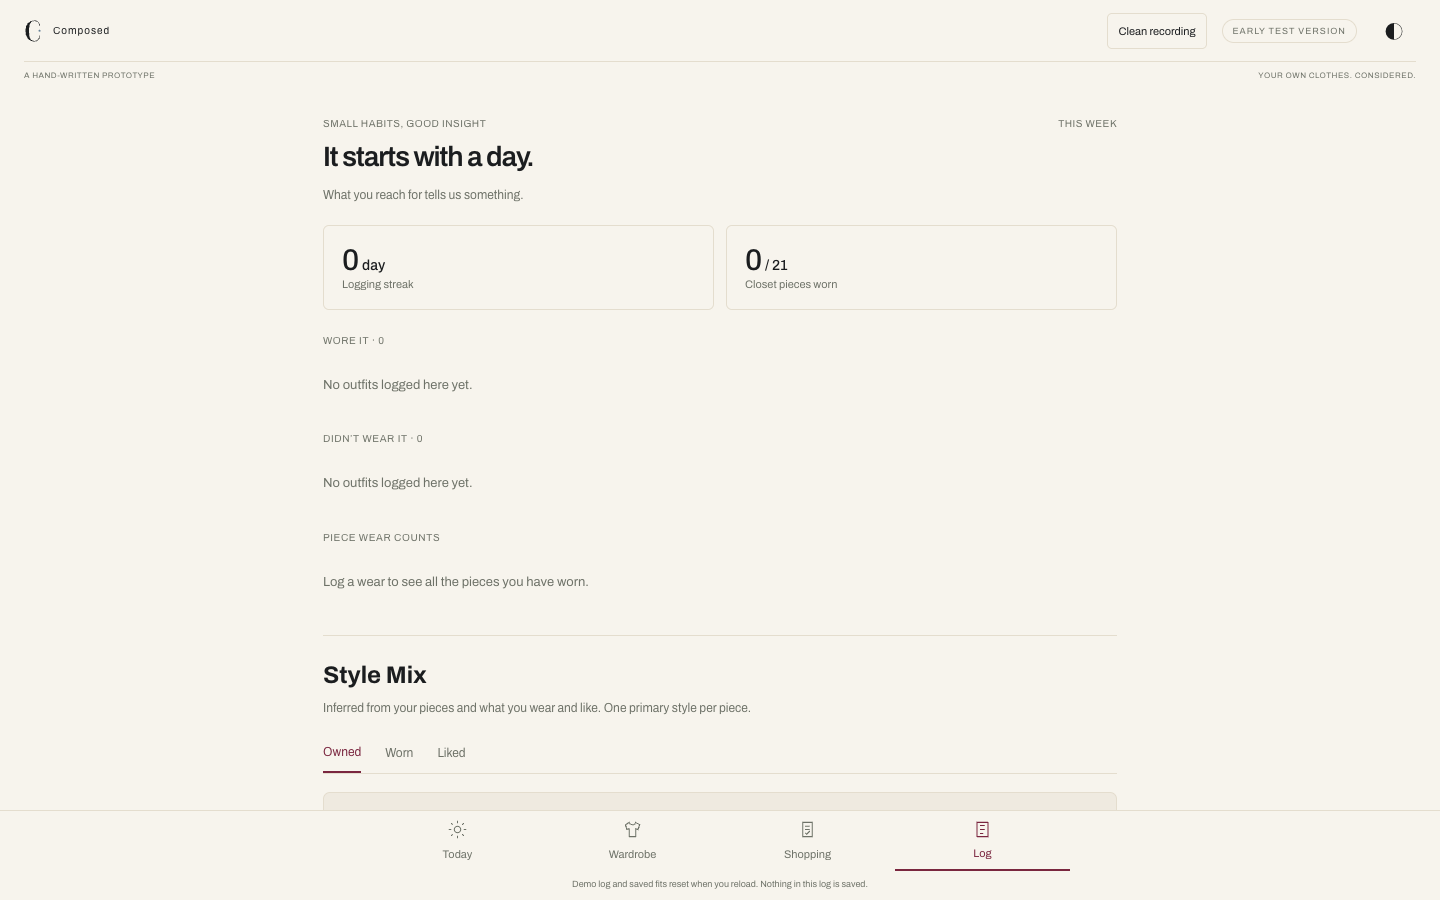 C Composed
Clean recording
EARLY TEST VERSION
A HAND-WRITTEN PROTOTYPE
YOUR OWN CLOTHES. CONSIDERED.
SMALL HABITS, GOOD INSIGHT
THIS WEEK
It starts with a day.
What you reach for tells us something.
0 day
Logging streak
0 / 21
Closet pieces worn
WORE IT · 0
No outfits logged here yet.
DIDN'T WEAR IT · 0
No outfits logged here yet.
PIECE WEAR COUNTS
Log a wear to see all the pieces you have worn.
Style Mix
Inferred from your pieces and what you wear and like. One primary style per piece.
Owned Worn Liked
Today Wardrobe Shopping Log
Demo log and saved fits reset when you reload. Nothing in this log is saved.